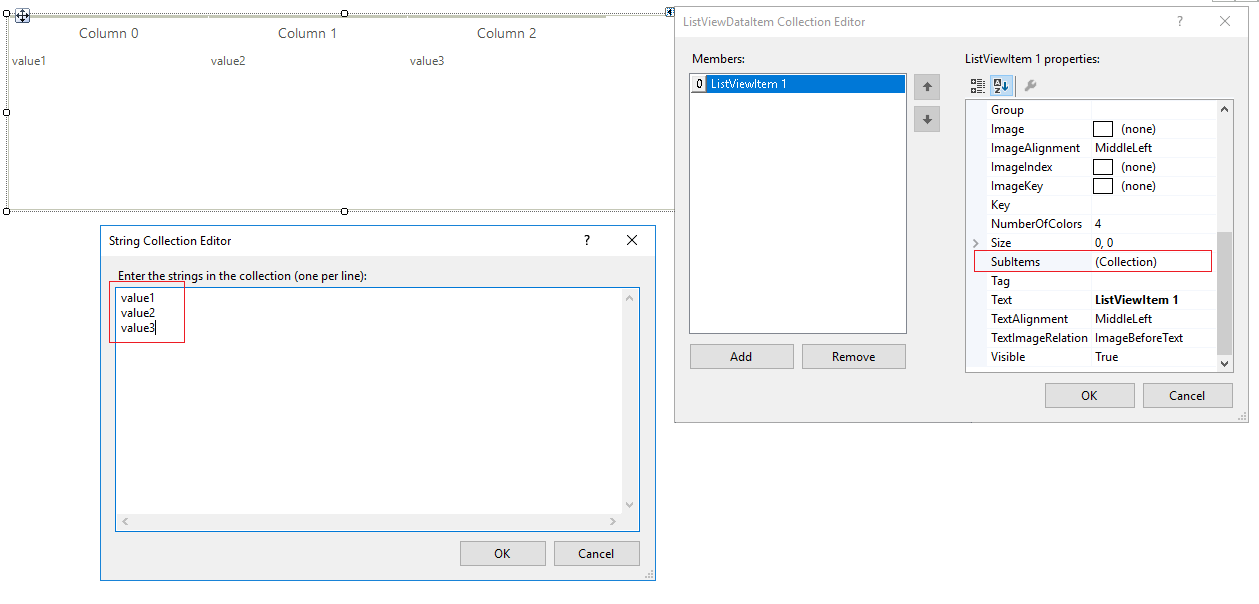 Column 0 Column 1 Column 2
value1 value2 value3
ListViewDataItem Collection Editor ?
Members:
0 ListViewItem 1
Add Remove
ListViewItem 1 properties:
Group
Image (none)
ImageAlignment MiddleLeft
ImageIndex (none)
ImageKey (none)
Key
NumberOfColors 4
Size 0, 0
SubItems (Collection)
Tag
Text ListViewItem 1
TextAlignment MiddleLeft
TextImageRelation ImageBeforeText
Visible True
OK Cancel
String Collection Editor ?
Enter the strings in the collection (one per line):
value1
value2
value3
OK Cancel